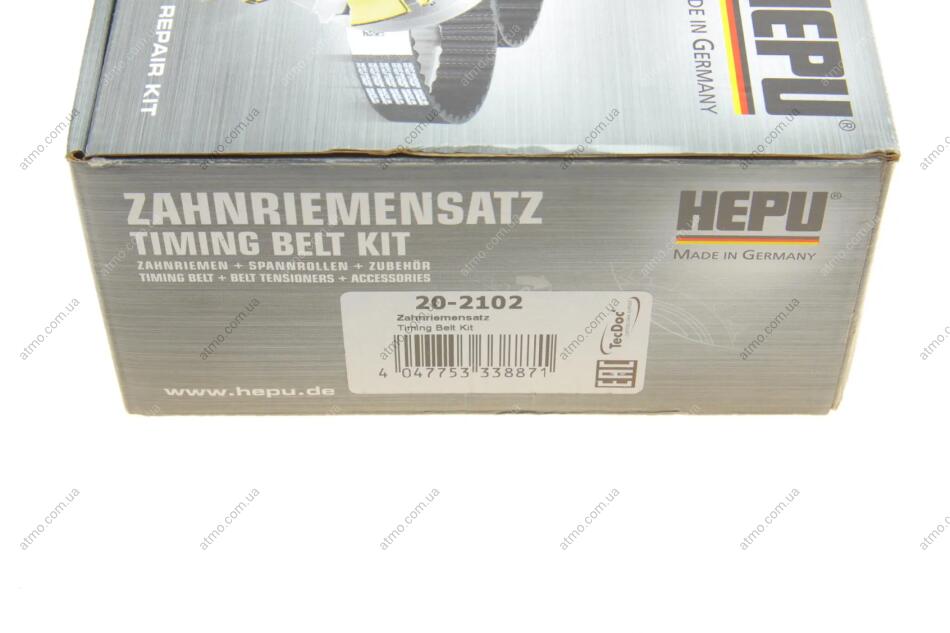 REPAIR KIT
MADE IN GERMANY
HEPU®
ZAHNRIEMENSATZ
TIMING BELT KIT
ZAHNRIEMEN + SPANNROLLEN + ZUBEHÖR
TIMING BELT + BELT TENSIONERS + ACCESSORIES
HEPU®
MADE IN GERMANY
20-2102
Zahnriemensatz
Timing Belt Kit
4 047753 338871
TecDoc
EAC
www.hepu.de
atmo.com.ua